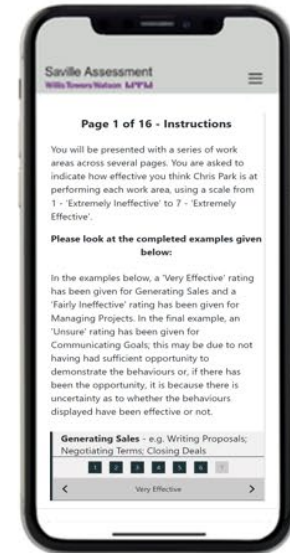 Saville Assessment
Willis Towers Watson
Page 1 of 16 - Instructions
You will be presented with a series of work
areas across several pages. You are asked to
indicate how effective you think Chris Park is at
performing each work area, using a scale from
1 - 'Extremely Ineffective' to 7 - 'Extremely
Effective'.
Please look at the completed examples given
below:
In the examples below, a 'Very Effective' rating
has been given for Generating Sales and a
'Fairly Ineffective' rating has been given for
Managing Projects. In the final example, an
'Unsure' rating has been given for
Communicating Goals; this may be due to not
having had sufficient opportunity to
demonstrate the behaviours or, if there has
been the opportunity, it is because there is
uncertainty as to whether the behaviours
displayed have been effective or not.
Generating Sales - e.g. Writing Proposals;
Negotiating Terms; Closing Deals
1 2 3 4 5 6 7
< Very Effective >